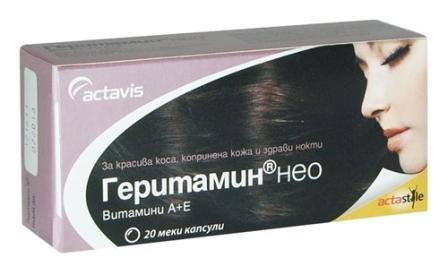 actavis
За красива коса, копринена кожа и здрави нокти
Геритамин® нео
Витамини А+Е
20 меки капсули
actastyle